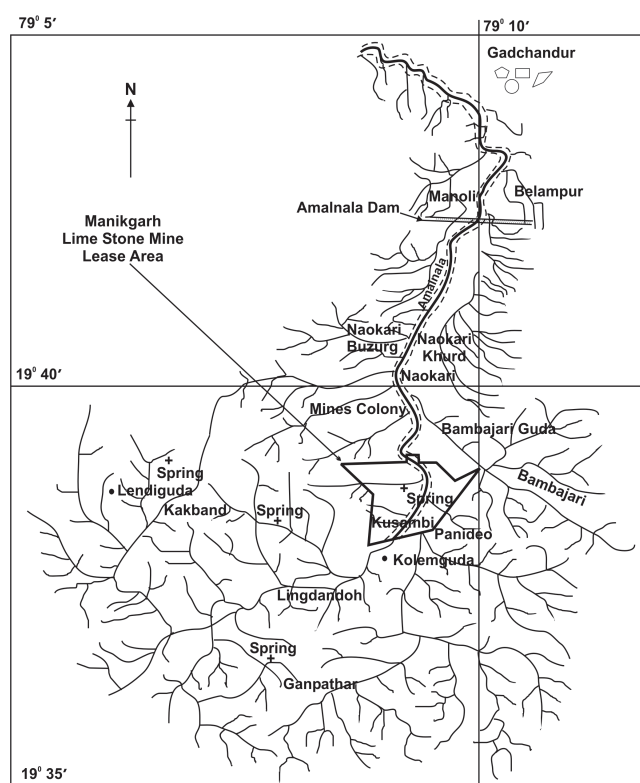 79° 5′
79° 10′
Gadchandur
N
Manoli
Belampur
Amalnala Dam
Manikgarh
Lime Stone Mine
Lease Area
Amalnala
Naokari
Buzurg
Naokari
Khurd
Naokari
19° 40′
Mines Colony
Bambajari Guda
Spring
Lendiguda
Bambajari
Spring
Kakband
Spring
Kusambi
Panideo
Kolemguda
Lingdandoh
Spring
Ganpathar
19° 35′